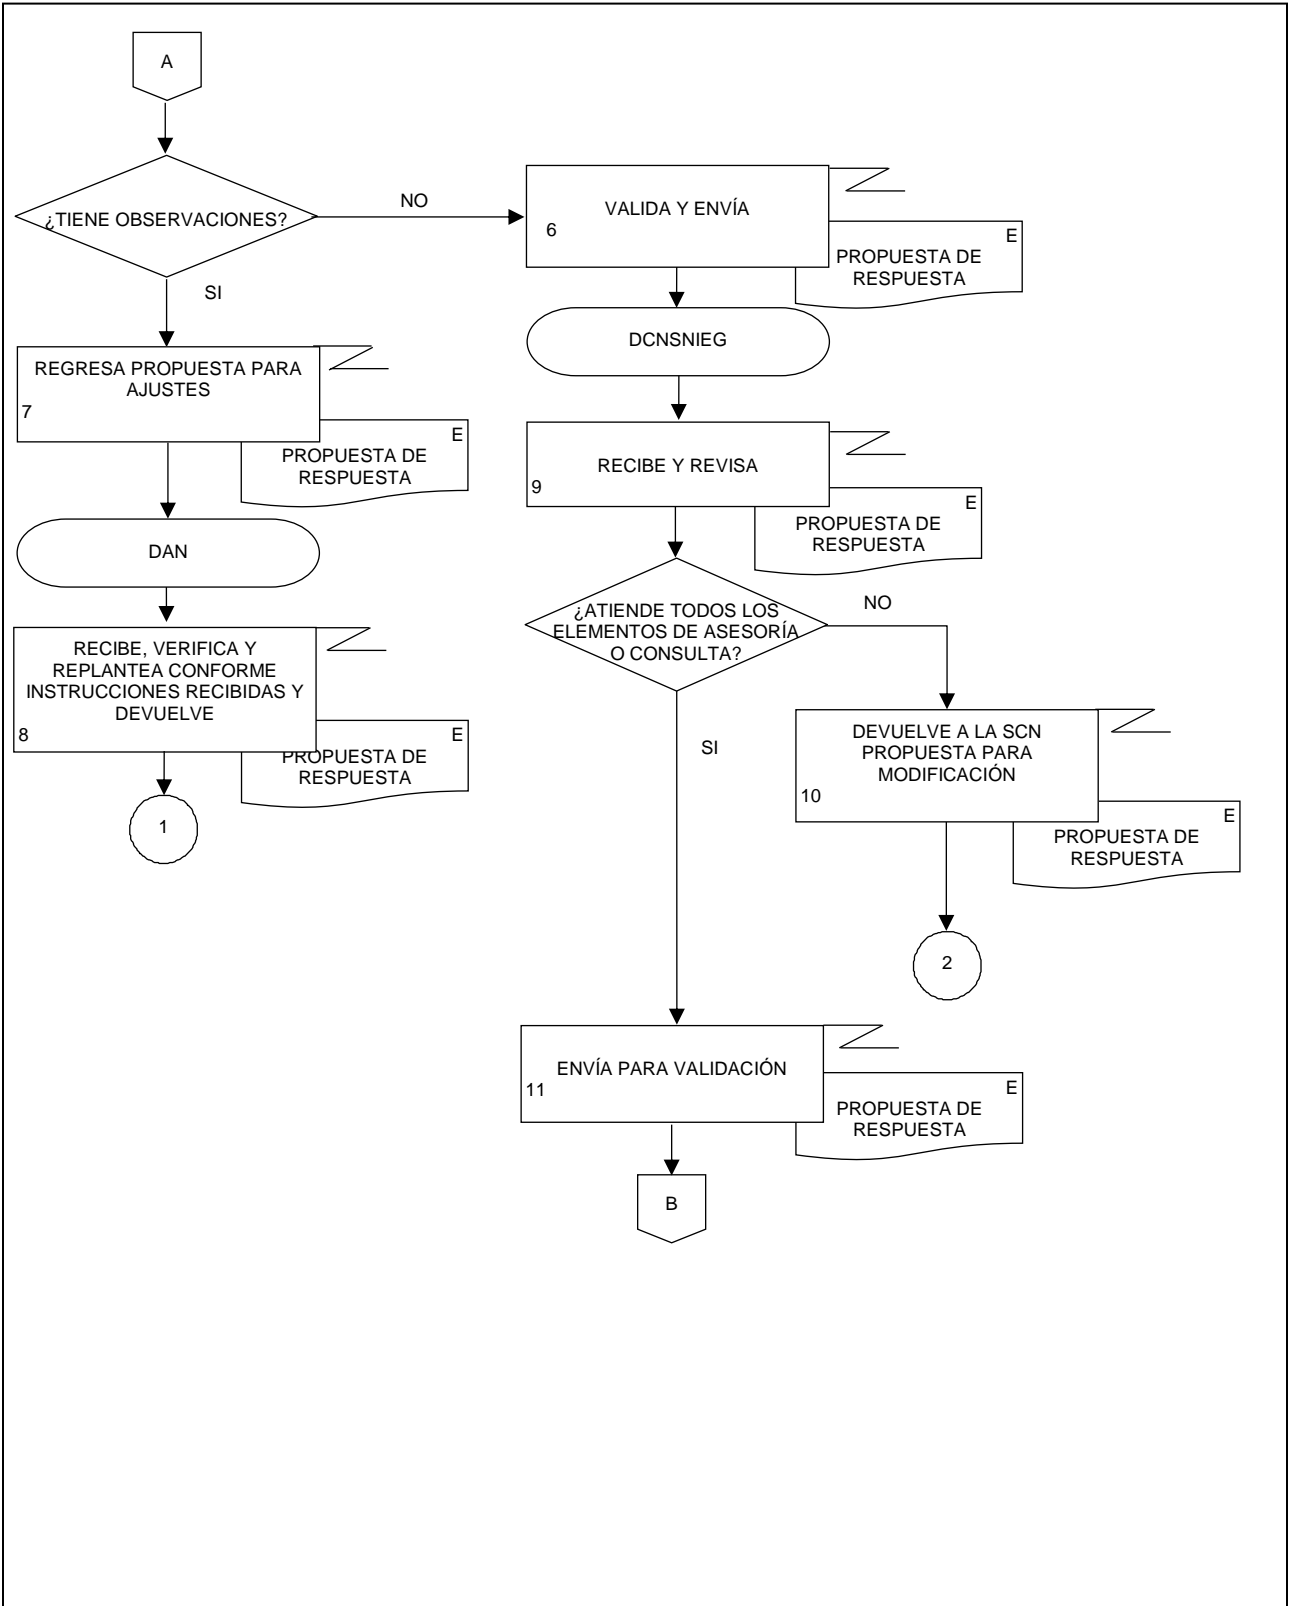 A
¿TIENE OBSERVACIONES?
NO
SI
VALIDA Y ENVÍA
6
E
PROPUESTA DE
RESPUESTA
DCNSNIEG
REGRESA PROPUESTA PARA
AJUSTES
7
E
PROPUESTA DE
RESPUESTA
RECIBE Y REVISA
9
E
PROPUESTA DE
RESPUESTA
DAN
¿ATIENDE TODOS LOS
ELEMENTOS DE ASESORÍA
O CONSULTA?
NO
SI
RECIBE, VERIFICA Y
REPLANTEA CONFORME
INSTRUCCIONES RECIBIDAS Y
DEVUELVE
8
E
PROPUESTA DE
RESPUESTA
1
DEVUELVE A LA SCN
PROPUESTA PARA
MODIFICACIÓN
10
E
PROPUESTA DE
RESPUESTA
2
ENVÍA PARA VALIDACIÓN
11
E
PROPUESTA DE
RESPUESTA
B